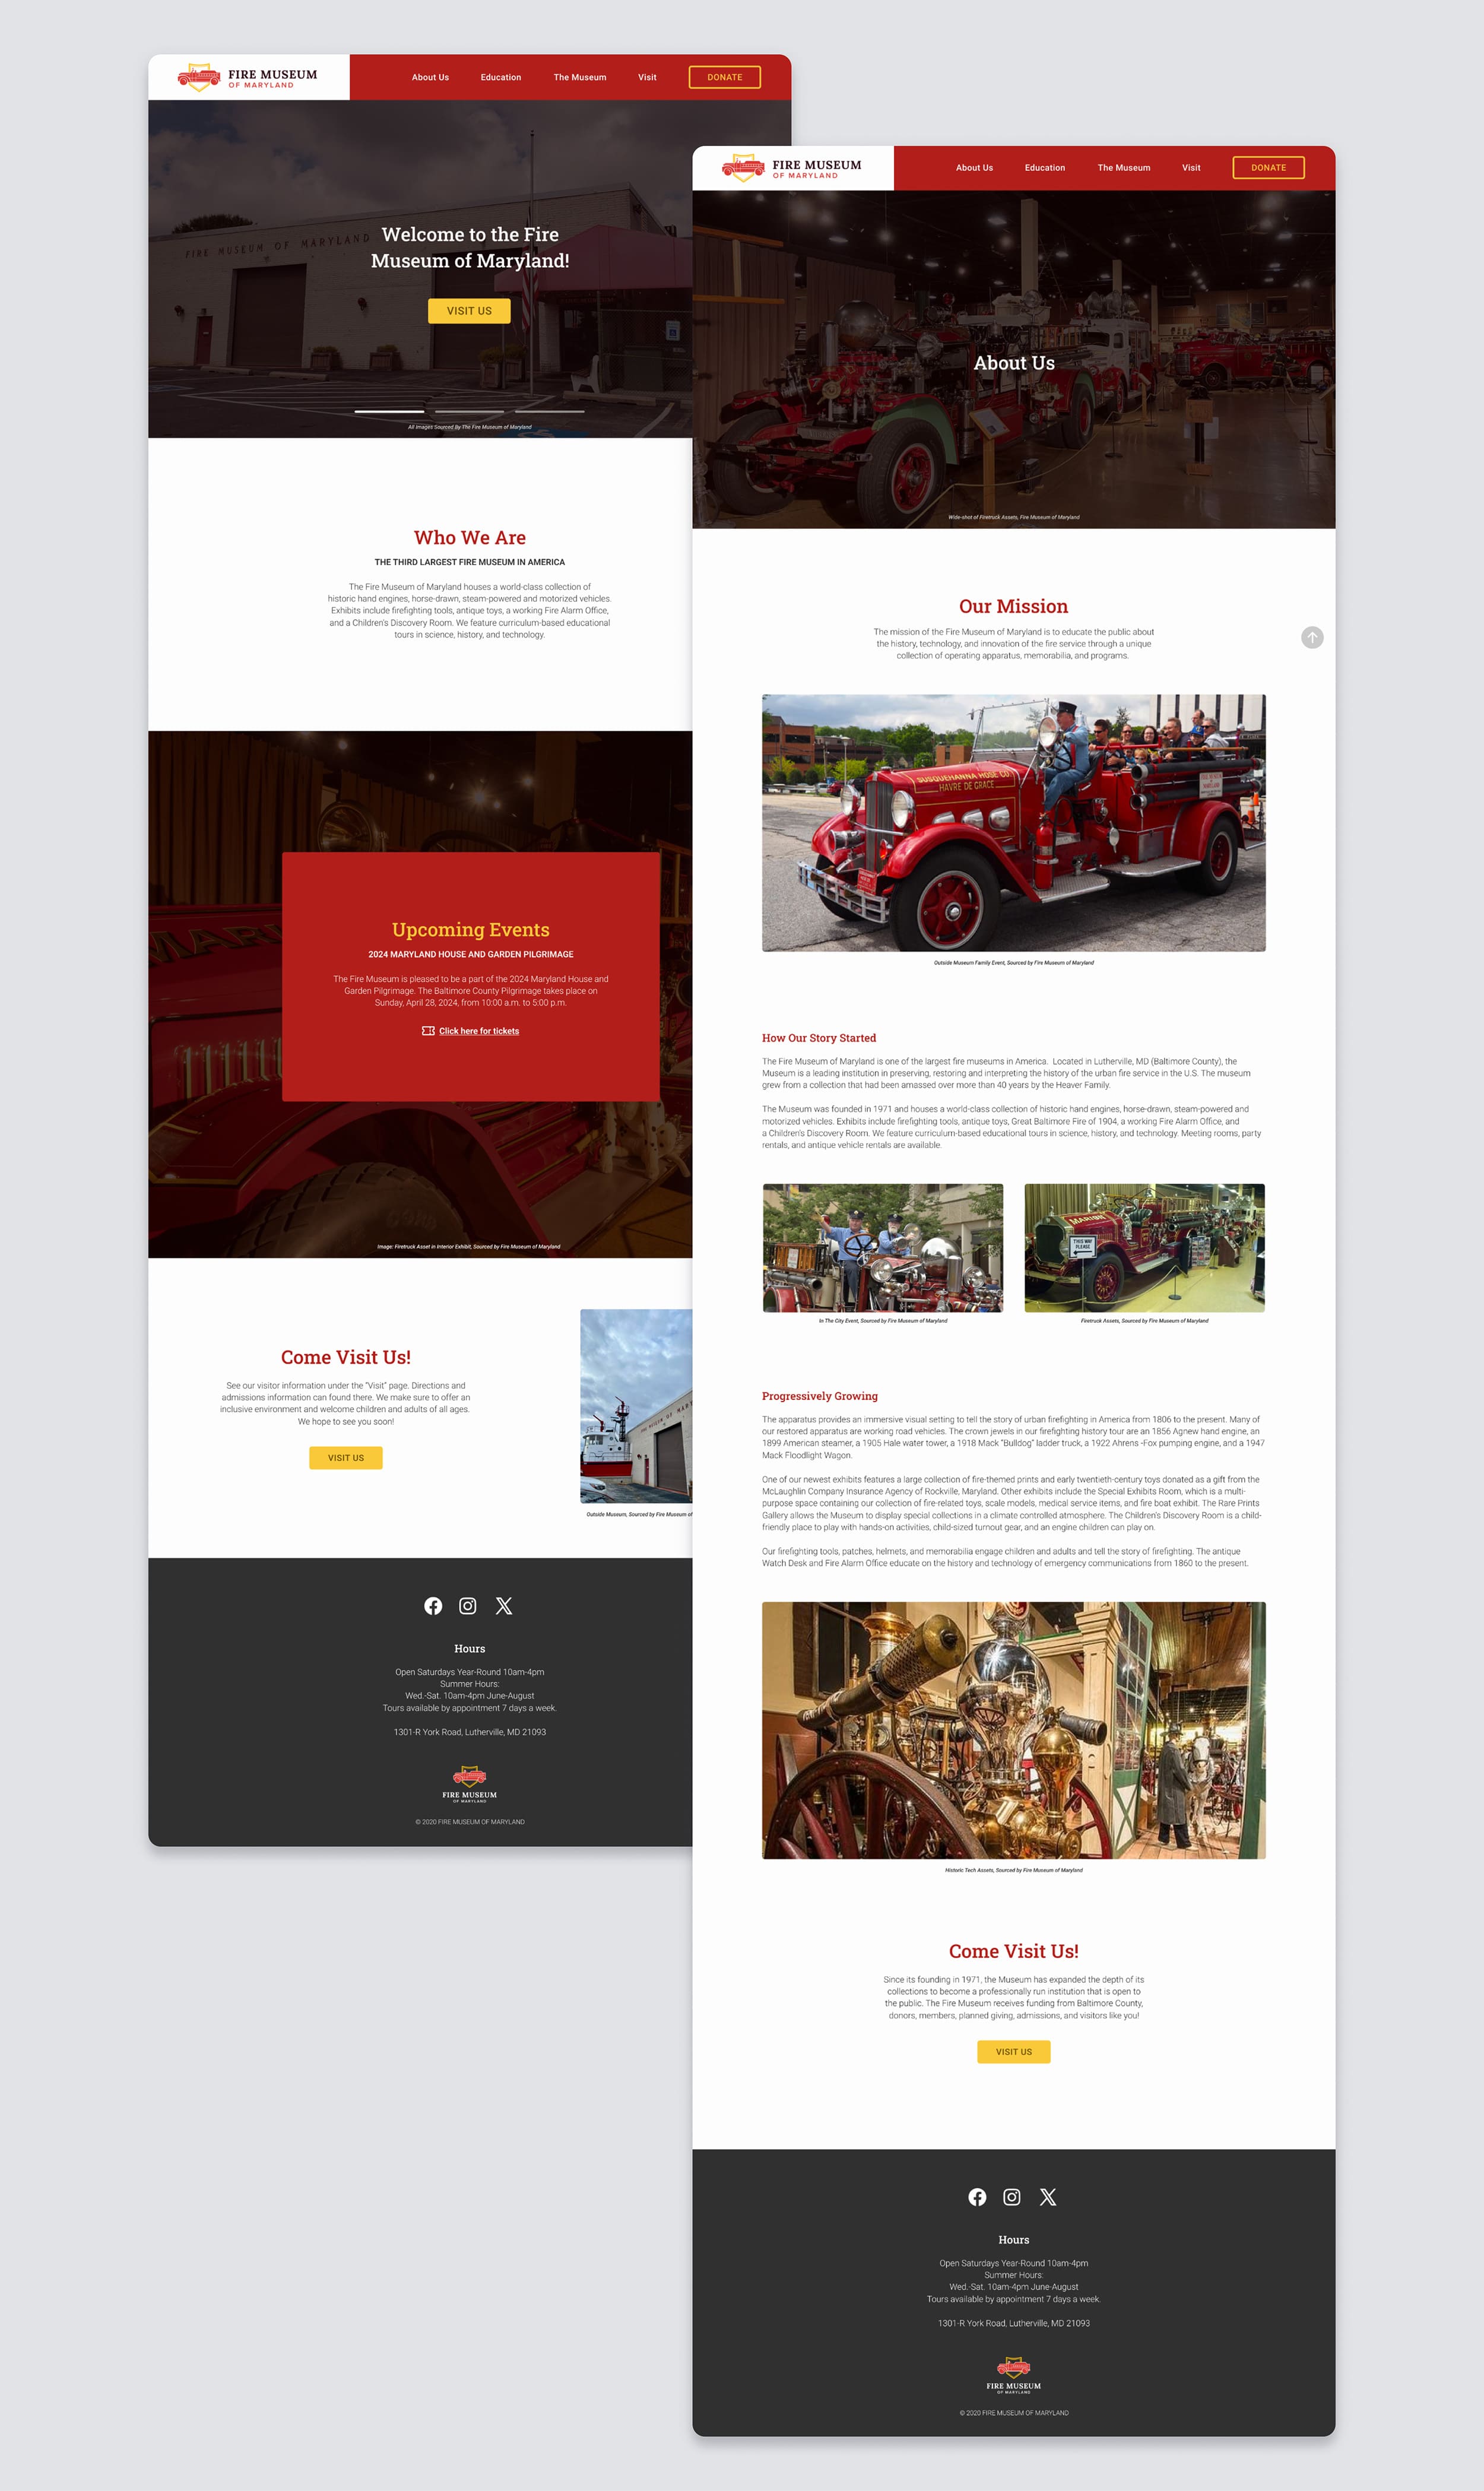 FIRE MUSEUM
OF MARYLAND
About Us
Education
The Museum
Visit
DONATE
FIRE MUSEUM OF MARYLAND
Welcome to the Fire
Museum of Maryland!
VISIT US
All Images Sourced By The Fire Museum of Maryland
Who We Are
THE THIRD LARGEST FIRE MUSEUM IN AMERICA
The Fire Museum of Maryland houses a world-class collection of
historic hand engines, horse-drawn, steam-powered and motorized vehicles.
Exhibits include firefighting tools, antique toys, a working Fire Alarm Office,
and a Children's Discovery Room. We feature curriculum-based educational
tours in science, history, and technology.
Upcoming Events
2024 MARYLAND HOUSE AND GARDEN PILGRIMAGE
The Fire Museum is pleased to be a part of the 2024 Maryland House and
Garden Pilgrimage. The Baltimore County Pilgrimage takes place on
Sunday, April 28, 2024, from 10:00 a.m. to 5:00 p.m.
Click here for tickets
Image: Firetruck Asset in Interior Exhibit, Sourced by Fire Museum of Maryland
Come Visit Us!
See our visitor information under the "Visit" page. Directions and
admissions information can found there. We make sure to offer an
inclusive environment and welcome children and adults of all ages.
We hope to see you soon!
VISIT US
Outside Museum, Sourced by Fire Museum of
Hours
Open Saturdays Year-Round 10am-4pm
Summer Hours:
Wed.-Sat. 10am-4pm June-August
Tours available by appointment 7 days a week.
1301-R York Road, Lutherville, MD 21093
FIRE MUSEUM
OF MARYLAND
© 2020 FIRE MUSEUM OF MARYLAND
FIRE MUSEUM
OF MARYLAND
About Us
Education
The Museum
Visit
DONATE
About Us
Wide-shot of Firetruck Assets, Fire Museum of Maryland
Our Mission
The mission of the Fire Museum of Maryland is to educate the public about
the history, technology, and innovation of the fire service through a unique
collection of operating apparatus, memorabilia, and programs.
SUSQUEHANNA HOSE CO
HAVRE DE GRACE
Outside Museum Family Event, Sourced by Fire Museum of Maryland
How Our Story Started
The Fire Museum of Maryland is one of the largest fire museums in America. Located in Lutherville, MD (Baltimore County), the
Museum is a leading institution in preserving, restoring and interpreting the history of the urban fire service in the U.S. The museum
grew from a collection that had been amassed over more than 40 years by the Heaver Family.
The Museum was founded in 1971 and houses a world-class collection of historic hand engines, horse-drawn, steam-powered and
motorized vehicles. Exhibits include firefighting tools, antique toys, Great Baltimore Fire of 1904, a working Fire Alarm Office, and
a Children's Discovery Room. We feature curriculum-based educational tours in science, history, and technology. Meeting rooms, party
rentals, and antique vehicle rentals are available.
MARION
THIS WAY
PLEASE
In The City Event, Sourced by Fire Museum of Maryland
Firetruck Assets, Sourced by Fire Museum of Maryland
Progressively Growing
The apparatus provides an immersive visual setting to tell the story of urban firefighting in America from 1806 to the present. Many of
our restored apparatus are working road vehicles. The crown jewels in our firefighting history tour are an 1856 Agnew hand engine, an
1899 American steamer, a 1905 Hale water tower, a 1918 Mack "Bulldog" ladder truck, a 1922 Ahrens -Fox pumping engine, and a 1947
Mack Floodlight Wagon.
One of our newest exhibits features a large collection of fire-themed prints and early twentieth-century toys donated as a gift from the
McLaughlin Company Insurance Agency of Rockville, Maryland. Other exhibits include the Special Exhibits Room, which is a multi-
purpose space containing our collection of fire-related toys, scale models, medical service items, and fire boat exhibit. The Rare Prints
Gallery allows the Museum to display special collections in a climate controlled atmosphere. The Children's Discovery Room is a child-
friendly place to play with hands-on activities, child-sized turnout gear, and an engine children can play on.
Our firefighting tools, patches, helmets, and memorabilia engage children and adults and tell the story of firefighting. The antique
Watch Desk and Fire Alarm Office educate on the history and technology of emergency communications from 1860 to the present.
Historic Tech Assets, Sourced by Fire Museum of Maryland
Come Visit Us!
Since its founding in 1971, the Museum has expanded the depth of its
collections to become a professionally run institution that is open to
the public. The Fire Museum receives funding from Baltimore County,
donors, members, planned giving, admissions, and visitors like you!
VISIT US
Hours
Open Saturdays Year-Round 10am-4pm
Summer Hours:
Wed.-Sat. 10am-4pm June-August
Tours available by appointment 7 days a week.
1301-R York Road, Lutherville, MD 21093
FIRE MUSEUM
OF MARYLAND
© 2020 FIRE MUSEUM OF MARYLAND